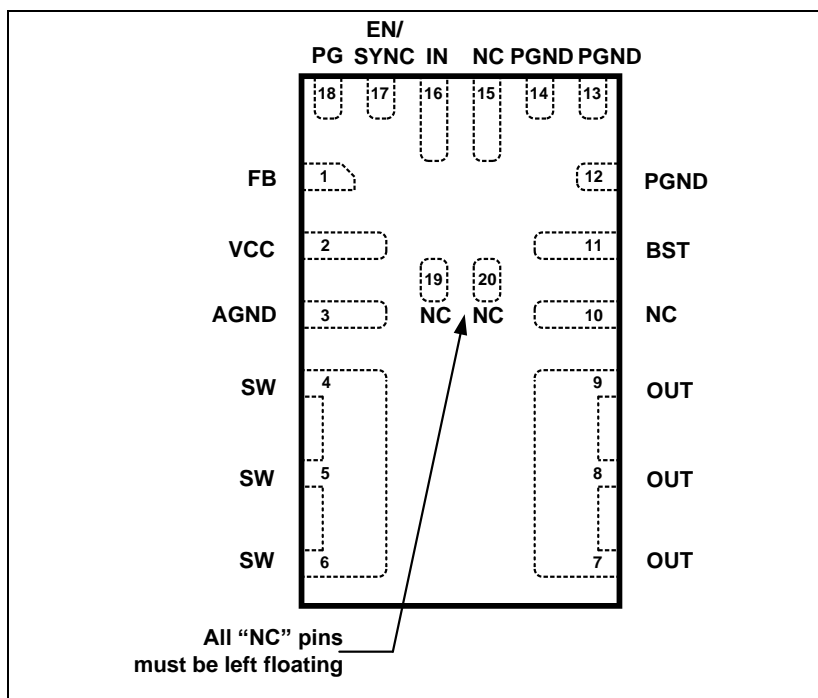 EN/
PG SYNC IN NC PGND PGND
18 17 16 15 14 13
FB 1 12 PGND
VCC 2 11 BST
19 20
AGND 3 NC NC 10 NC
SW 4 9 OUT
SW 5 8 OUT
SW 6 7 OUT
All “NC” pins
must be left floating